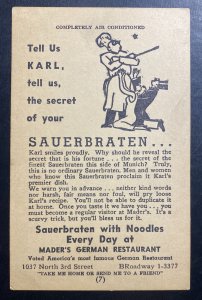 COMPLETELY AIR CONDITIONED
Tell Us
KARL,
tell us,
the secret
of your
SAUERBRATEN...
Karl smiles proudly. Why should he reveal the
secret that is his fortune . . . the secret of the
finest Sauerbraten this side of Munich? Truly,
this is no ordinary Sauerbraten. Men and women
who know this Sauerbraten proclaim it Karl's
premier dish.
We warn you in advance . . . neither kind words
nor harsh, fair means nor foul, will pry loose
Karl's recipe. You'll not be able to duplicate it
at home. Once you taste it we have you . . . you
must become a regular visitor at Mader's. It's a
scarvy trick, but you'll bless us for it.
Sauerbraten with Noodles
Every Day at
MADER'S GERMAN RESTAURANT
Voted America's most famous German Restaurant
1037 North 3rd Street BRoadway 1-3377
"TAKE ME HOME OR SEND ME TO A FRIEND"
(7)